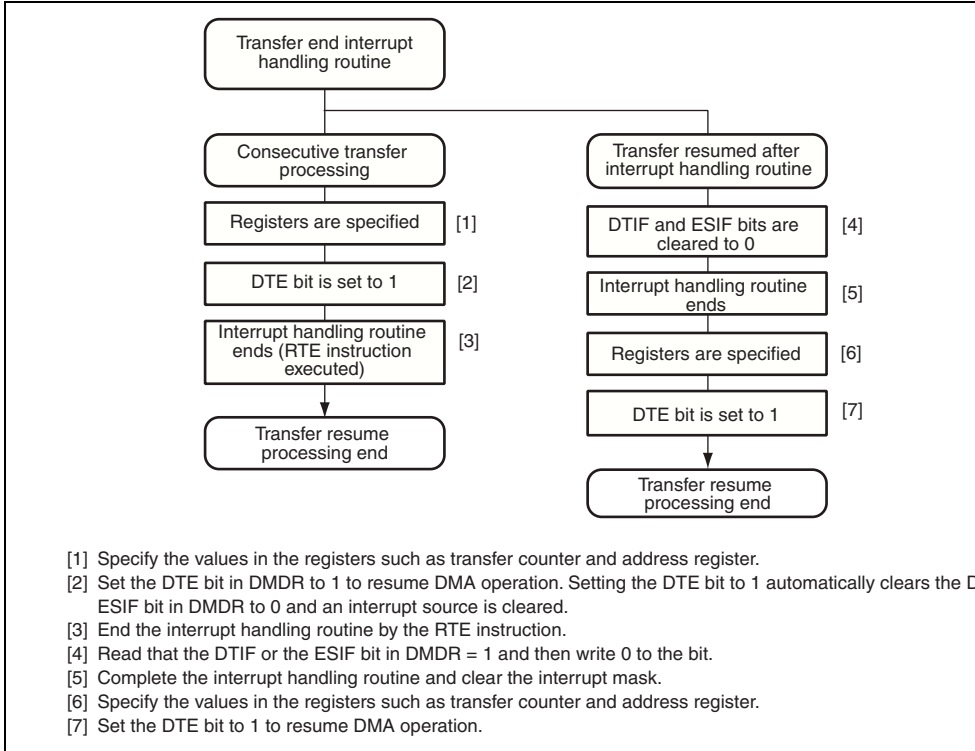 Transfer end interrupt
handling routine
Consecutive transfer
processing
Registers are specified [1]
DTE bit is set to 1 [2]
Interrupt handling routine
ends (RTE instruction
executed)
[3]
Transfer resume
processing end
Transfer resumed after
interrupt handling routine
DTIF and ESIF bits are
cleared to 0
[4]
Interrupt handling routine
ends
[5]
Registers are specified [6]
DTE bit is set to 1 [7]
Transfer resume
processing end
[1] Specify the values in the registers such as transfer counter and address register.
[2] Set the DTE bit in DMDR to 1 to resume DMA operation. Setting the DTE bit to 1 automatically clears the
ESIF bit in DMDR to 0 and an interrupt source is cleared.
[3] End the interrupt handling routine by the RTE instruction.
[4] Read that the DTIF or the ESIF bit in DMDR = 1 and then write 0 to the bit.
[5] Complete the interrupt handling routine and clear the interrupt mask.
[6] Specify the values in the registers such as transfer counter and address register.
[7] Set the DTE bit to 1 to resume DMA operation.